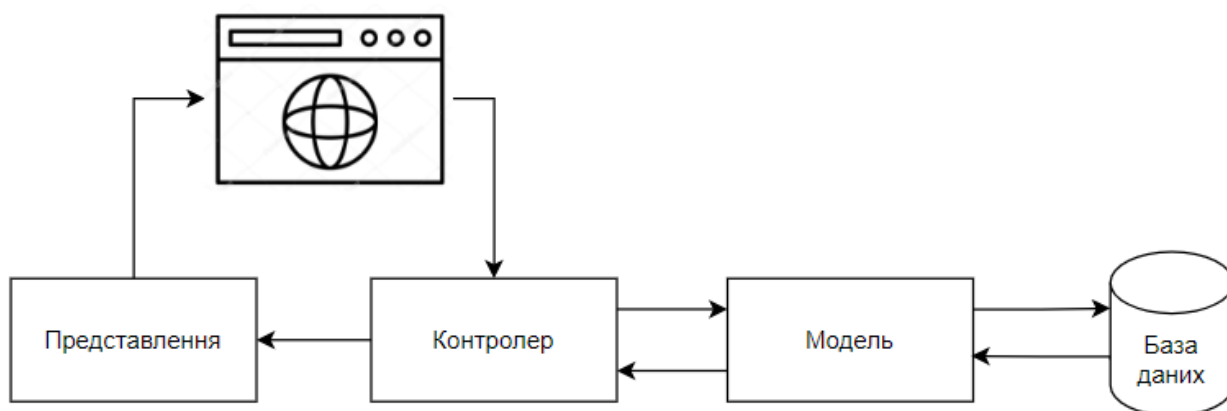 Представлення
Контролер
Модель
База
даних